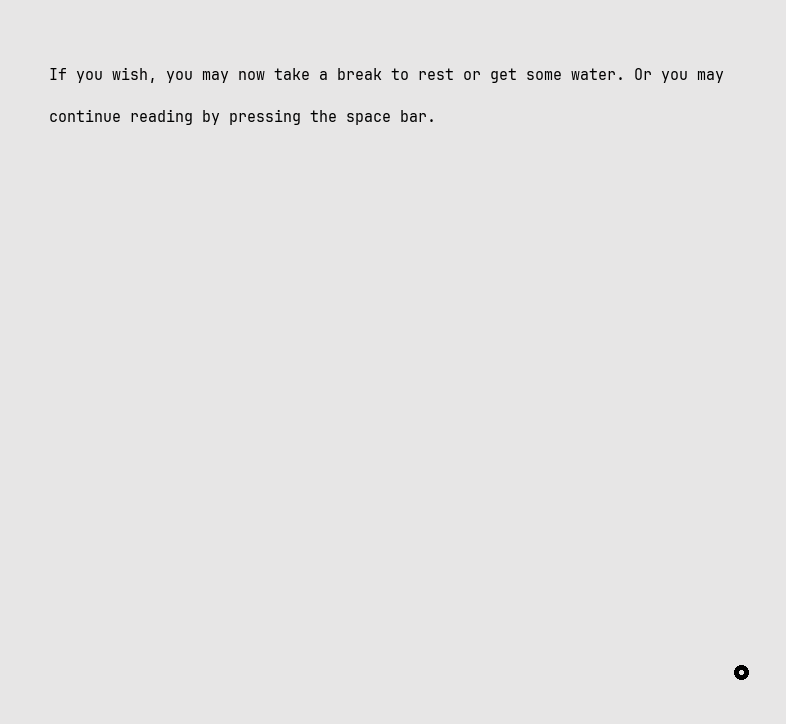 If you wish, you may now take a break to rest or get some water. Or you may
continue reading by pressing the space bar.